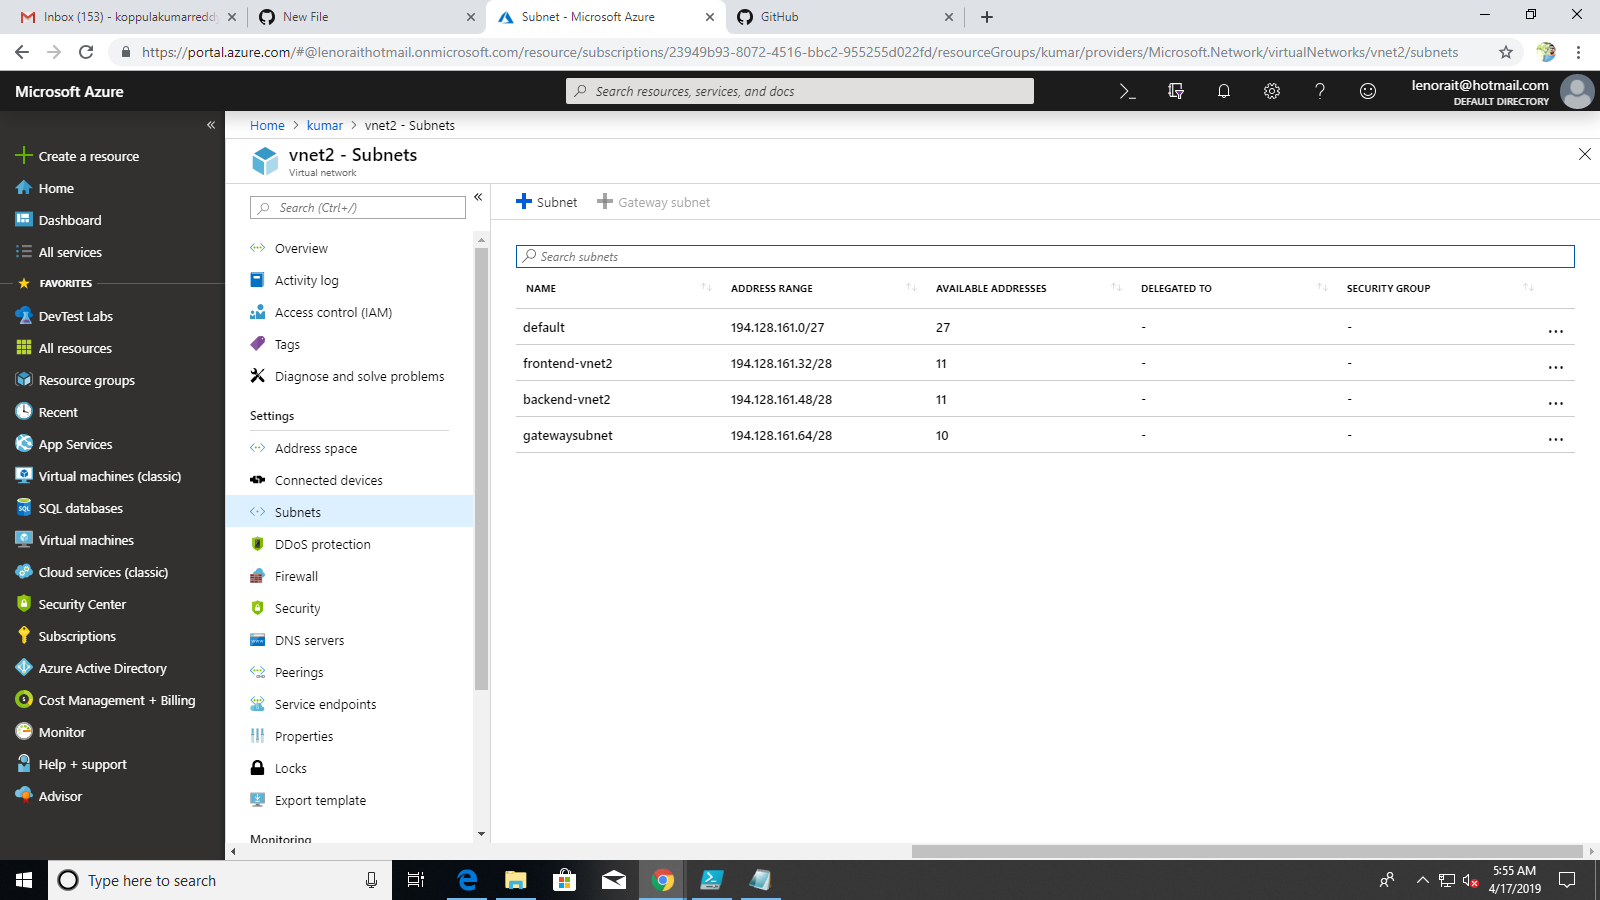 Inbox (153) - koppulakumarreddy
New File
Subnet - Microsoft Azure
GitHub
https://portal.azure.com/#@lenoraithotmail.onmicrosoft.com/resource/subscriptions/23949b93-8072-4516-bbc2-955255d022fd/resourceGroups/kumar/providers/Microsoft.Network/virtualNetworks/vnet2/subnets
Microsoft Azure
Search resources, services, and docs
lenorait@hotmail.com
DEFAULT DIRECTORY
Create a resource
Home
Dashboard
All services
FAVORITES
DevTest Labs
All resources
Resource groups
Recent
App Services
Virtual machines (classic)
SQL databases
Virtual machines
Cloud services (classic)
Security Center
Subscriptions
Azure Active Directory
Cost Management + Billing
Monitor
Help + support
Advisor
Home > kumar > vnet2 - Subnets
vnet2 - Subnets
Virtual network
Search (Ctrl+/)
Overview
Activity log
Access control (IAM)
Tags
Diagnose and solve problems
Settings
Address space
Connected devices
Subnets
DDoS protection
Firewall
Security
DNS servers
Peerings
Service endpoints
Properties
Locks
Export template
Monitoring
Subnet
Gateway subnet
Search subnets
NAME ADDRESS RANGE AVAILABLE ADDRESSES DELEGATED TO SECURITY GROUP
default 194.128.161.0/27 27 - - ...
frontend-vnet2 194.128.161.32/28 11 - - ...
backend-vnet2 194.128.161.48/28 11 - - ...
gatewaysubnet 194.128.161.64/28 10 - - ...
Type here to search
5:55 AM
4/17/2019